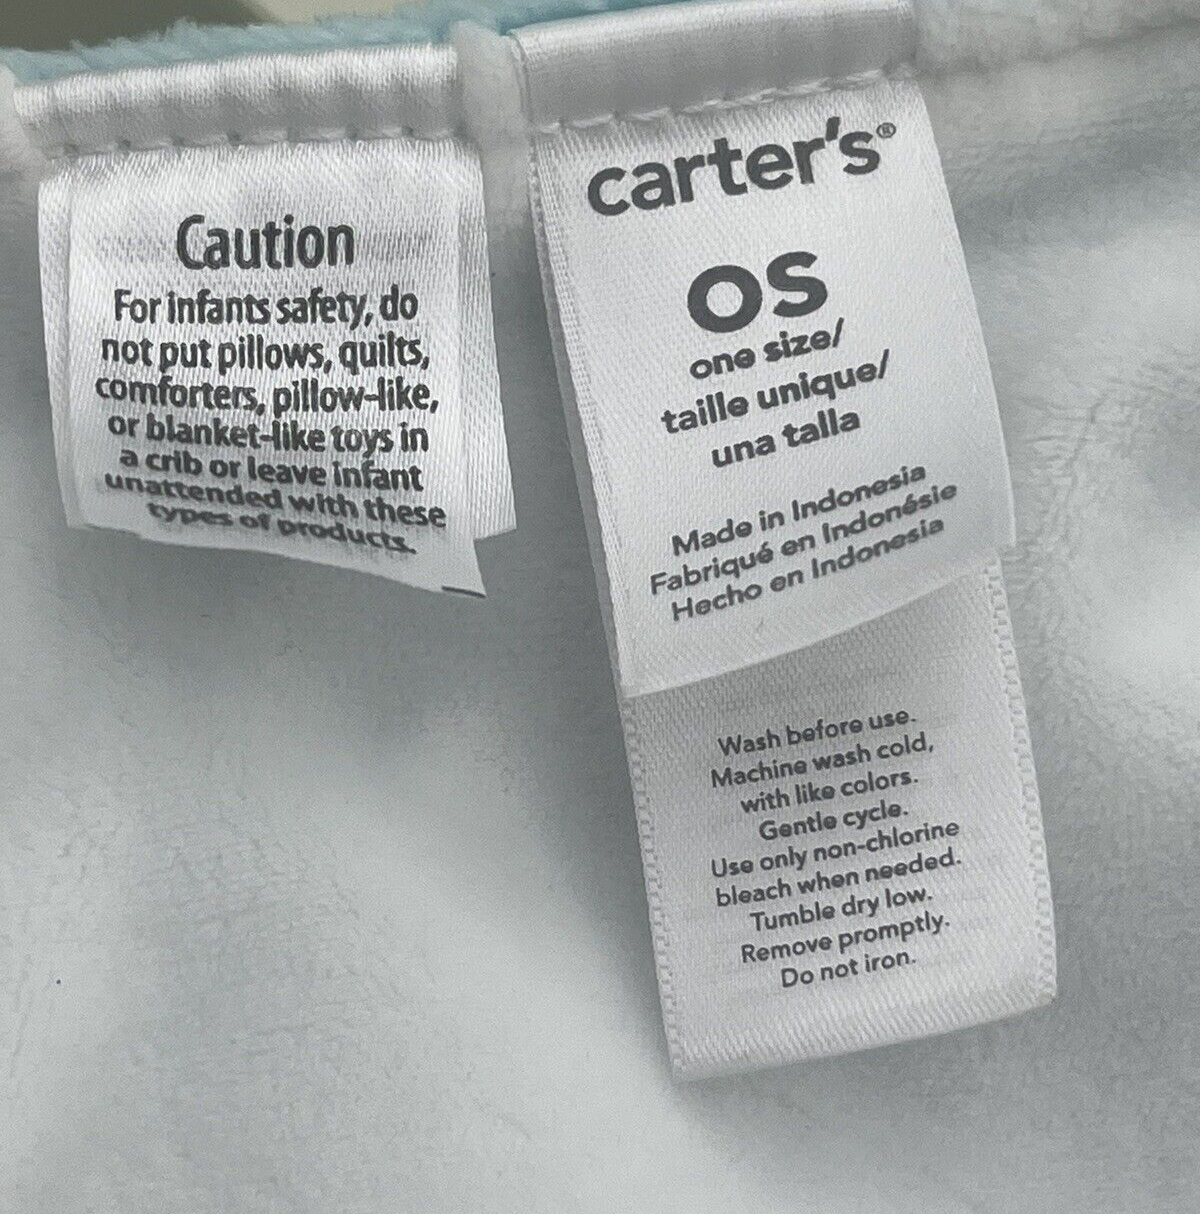 Caution
For infants safety, do
not put pillows, quilts,
comforters, pillow-like,
or blanket-like toys in
a crib or leave infant
unattended with these
types of products.
carter's®
OS
one size/
taille unique/
una talla
Made in Indonesia
Fabriqué en Indonésie
Hecho en Indonesia
Wash before use.
Machine wash cold,
with like colors.
Gentle cycle.
Use only non-chlorine
bleach when needed.
Tumble dry low.
Remove promptly.
Do not iron.